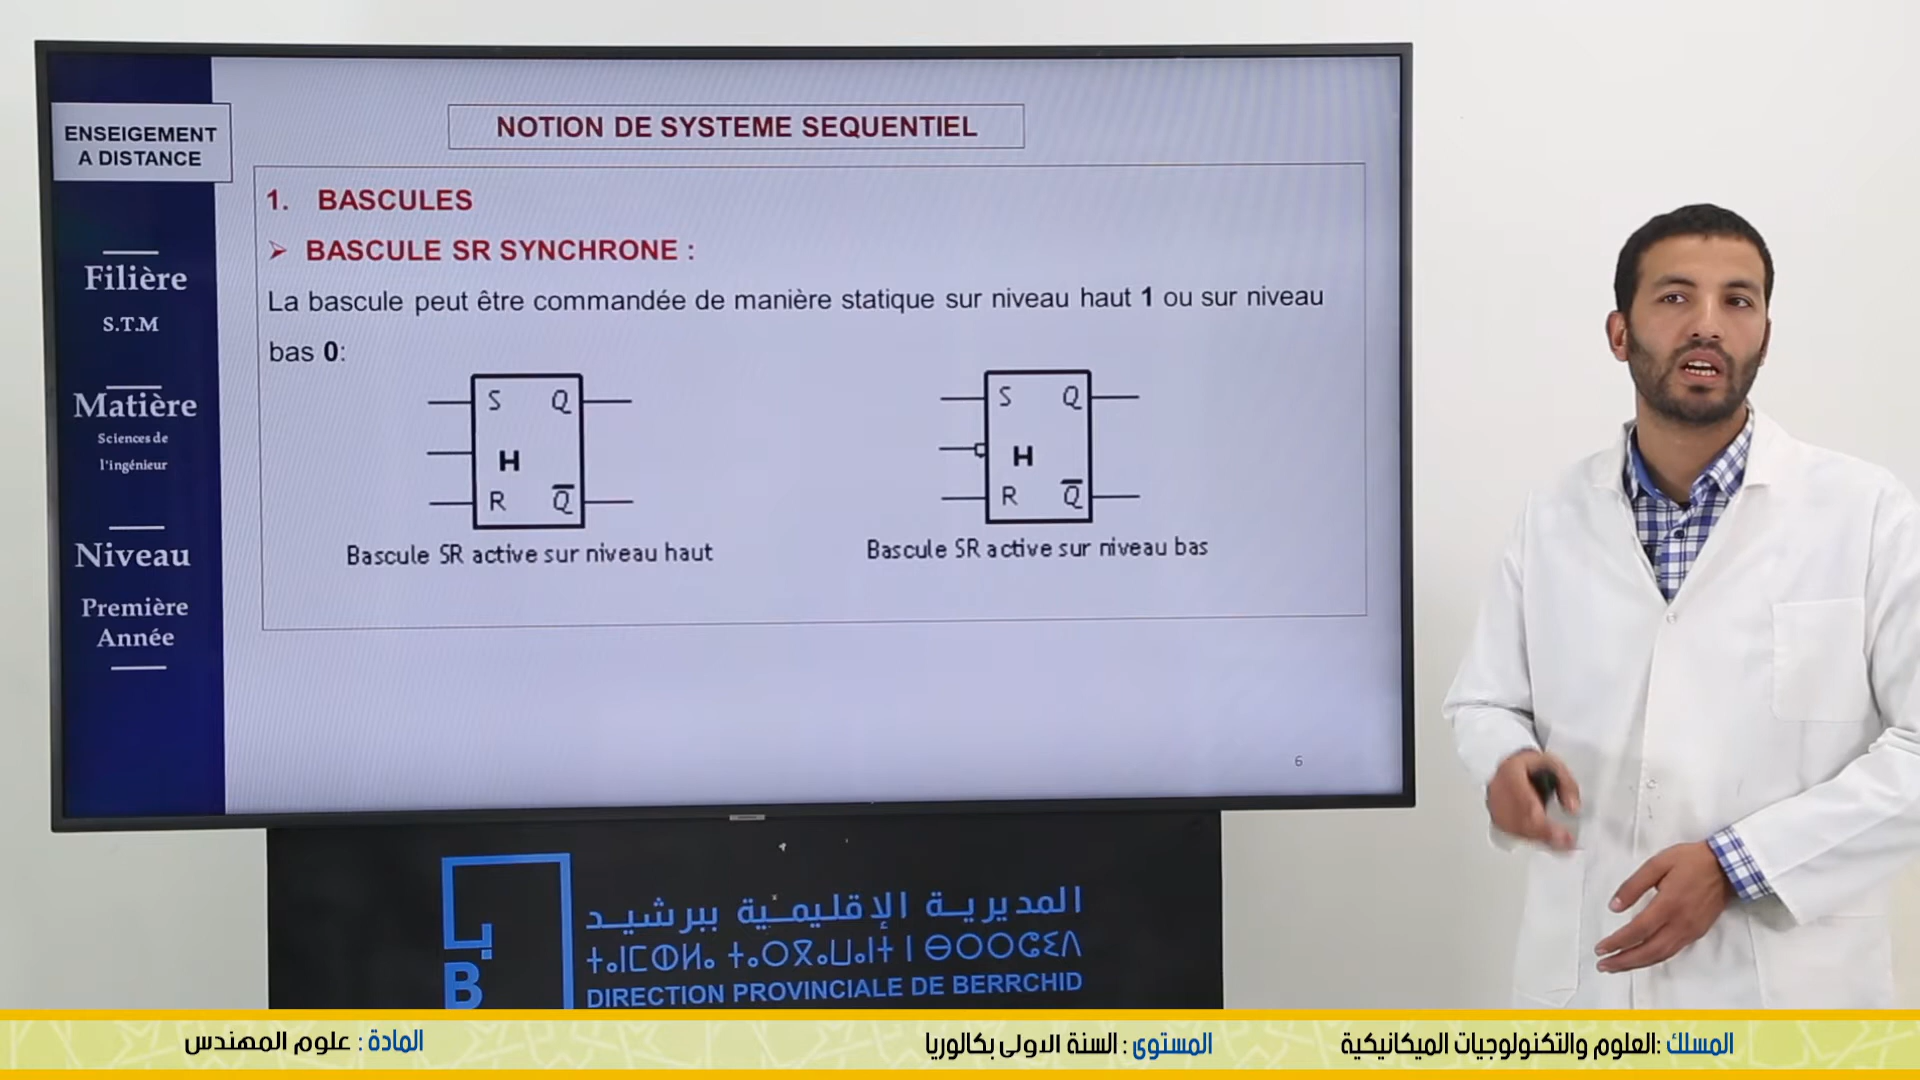 ENSEIGEMENT
A DISTANCE
Filière
S.T.M
Matière
Sciences de
l'ingénieur
Niveau
Première
Année
NOTION DE SYSTEME SEQUENTIEL
1. BASCULES
➢ BASCULE SR SYNCHRONE :
La bascule peut être commandée de manière statique sur niveau haut 1 ou sur niveau
bas 0:
S Q
H
R Q̅
Bascule SR active sur niveau haut
S Q
H
R Q̅
Bascule SR active sur niveau bas
6
B
المديرية الإقليمية ببرشيد
ⵜⴰⵎⵀⵍⴰ ⵜⴰⵙⴳⴰⵡⴰⵏⵜ ⵏ ⴱⵔⵔⵛⵉⴷ
DIRECTION PROVINCIALE DE BERRCHID
المسلك :العلوم والتكنولوجيات الميكانيكية
المستوى : السنة الاولى بكالوريا
المادة : علوم المهندس